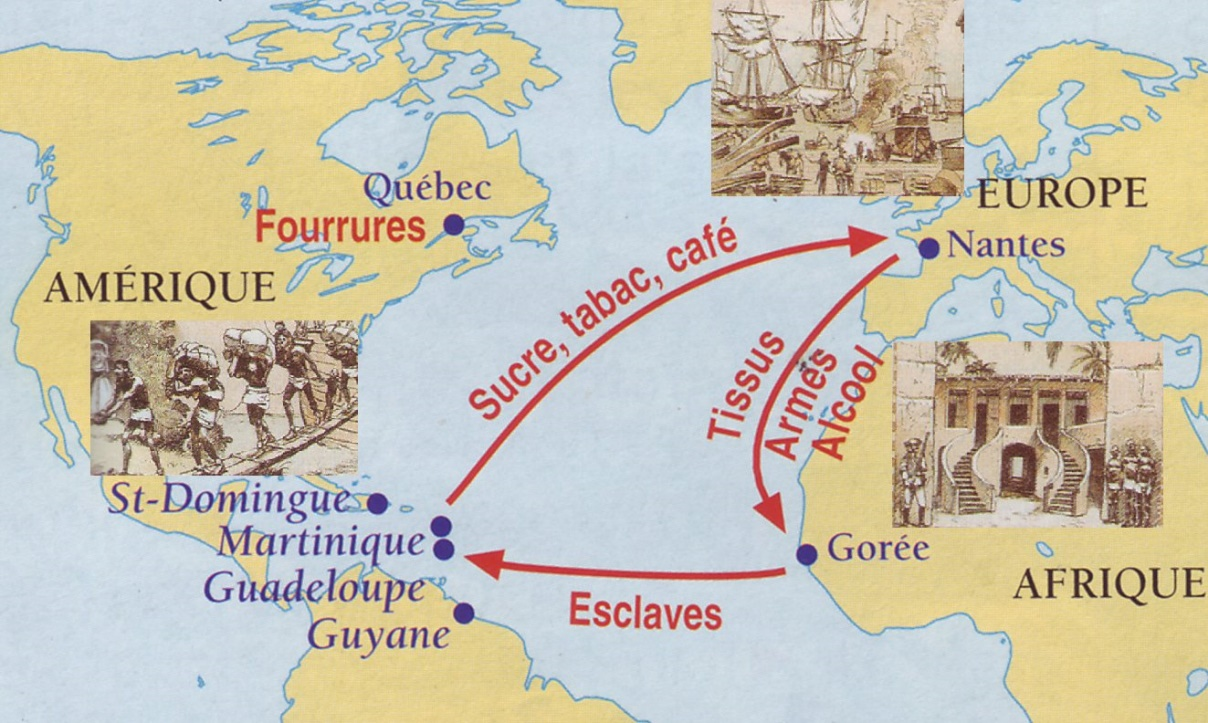 Québec
Fourrures
AMÉRIQUE
EUROPE
Nantes
Sucre, tabac, café
Tissus
Armes
Alcool
St-Domingue
Martinique
Guadeloupe
Guyane
Gorée
AFRIQUE
Esclaves